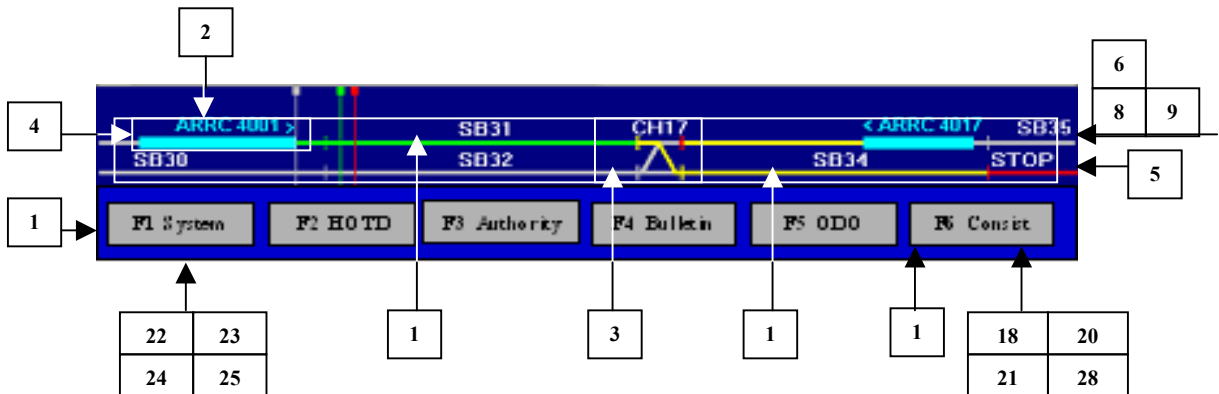 2
6
8 9
4
ARRC 4001 >
SB31
CH17
< ARRC 4017
SB35
SB30
SB32
SB34
STOP
5
1
F1 System
F2 HOTD
F3 Authority
F4 Bulletin
F5 ODO
F6 Consist
22 23
24 25
1
3
1
1
18 20
21 28